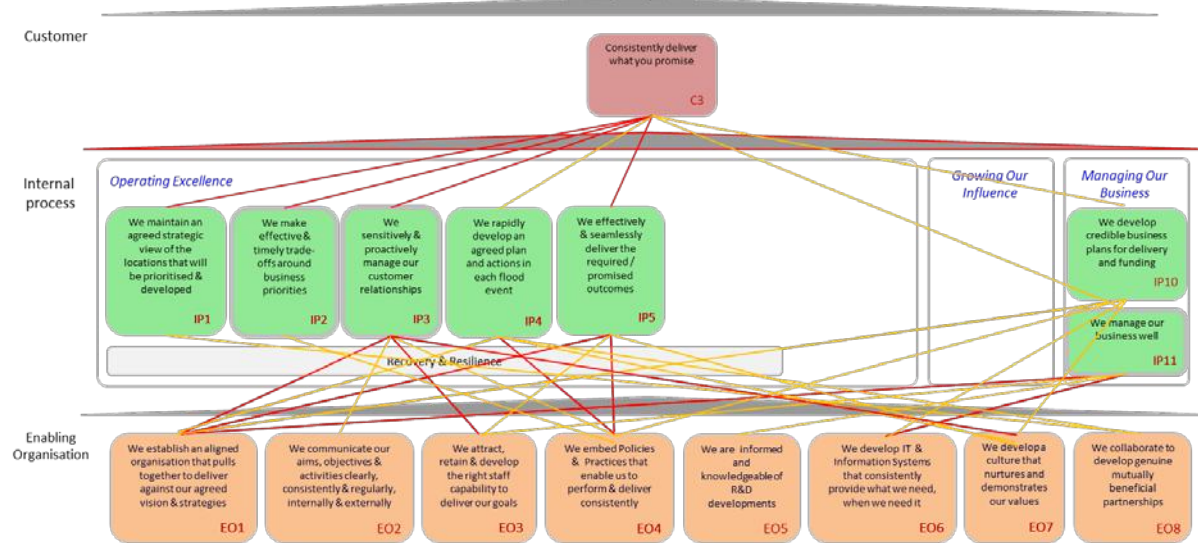 Customer
Consistently deliver
what you promise
C3
Internal
process
Operating Excellence
Growing Our
Influence
Managing Our
Business
We maintain an
agreed strategic
view of the
locations that will
be prioritised &
developed
IP1
We make
effective &
timely trade-
offs around
business
priorities
IP2
We
sensitively &
proactively
manage our
customer
relationships
IP3
We rapidly
develop an
agreed plan
and actions in
each flood
event
IP4
We effectively
& seamlessly
deliver the
required /
promised
outcomes
IP5
We develop
credible business
plans for delivery
and funding
IP10
We manage our
business well
IP11
Recovery & Resilience
Enabling
Organisation
We establish an aligned
organisation that pulls
together to deliver
against our agreed
vision & strategies
EO1
We communicate our
aims, objectives &
activities clearly,
consistently & regularly,
internally & externally
EO2
We attract,
retain & develop
the right staff
capability to
deliver our goals
EO3
We embed Policies
& Practices that
enable us to
perform & deliver
consistently
EO4
We are informed
and
knowledgeable of
R&D
developments
EO5
We develop IT &
Information Systems
that consistently
provide what we need,
when we need it
EO6
We develop a
culture that
nurtures and
demonstrates
our values
EO7
We collaborate to
develop genuine
mutually
beneficial
partnerships
EO8